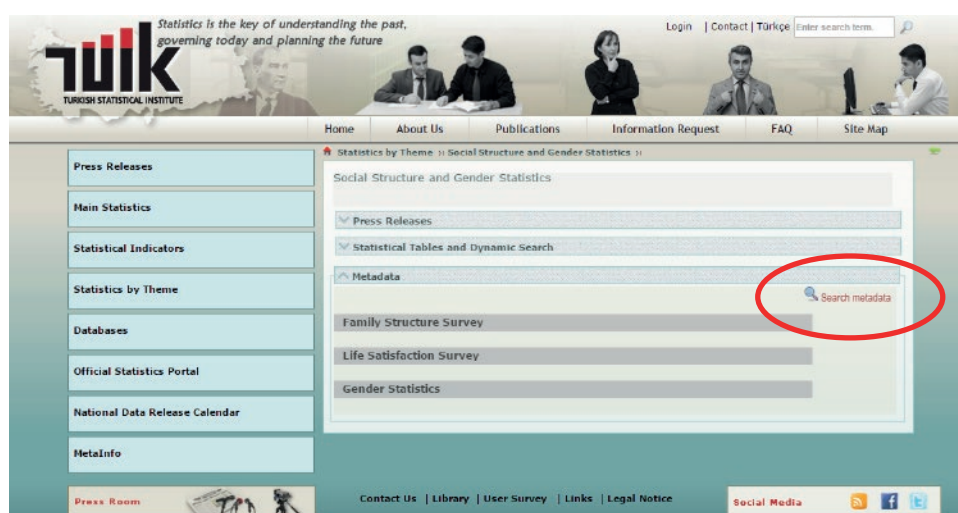 Statistics is the key of understanding the past,
governing today and planning the future
Login | Contact | Türkçe Enter search term.
TUİK
TURKISH STATISTICAL INSTITUTE
Home About Us Publications Information Request FAQ Site Map
Statistics by Theme Social Structure and Gender Statistics
Press Releases
Main Statistics
Statistical Indicators
Statistics by Theme
Databases
Official Statistics Portal
National Data Release Calendar
MetaInfo
Press Room
Social Structure and Gender Statistics
Press Releases
Statistical Tables and Dynamic Search
Metadata
Search metadata
Family Structure Survey
Life Satisfaction Survey
Gender Statistics
Contact Us | Library | User Survey | Links | Legal Notice
Social Media